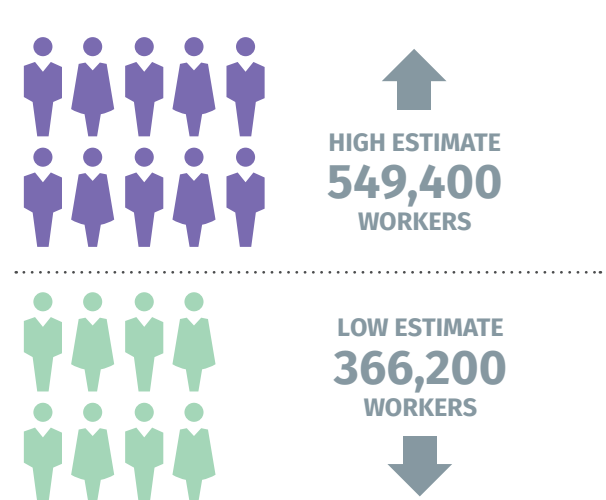 HIGH ESTIMATE
549,400
WORKERS
LOW ESTIMATE
366,200
WORKERS